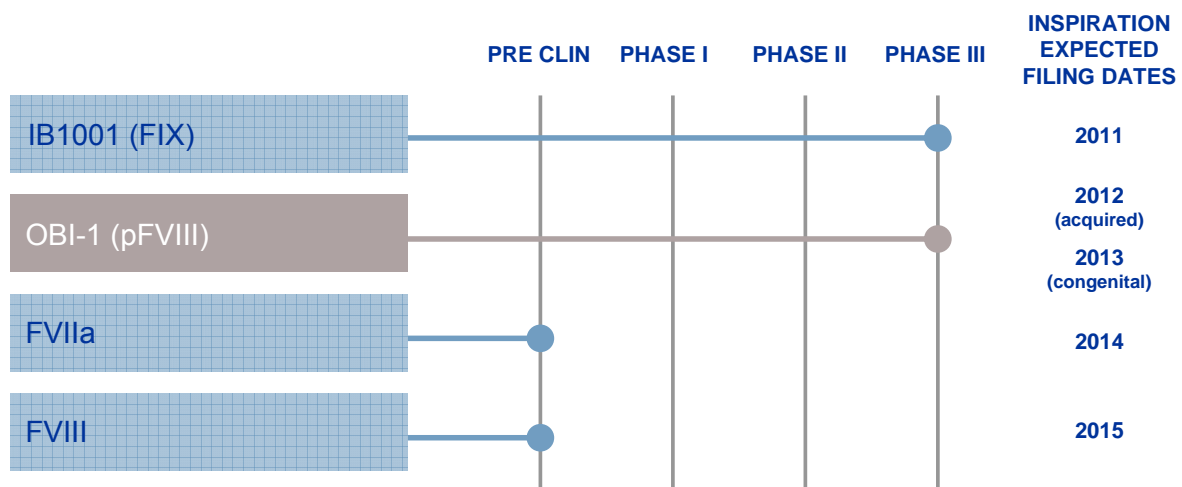 INSPIRATION
EXPECTED
FILING DATES
PRE CLIN PHASE I PHASE II PHASE III
IB1001 (FIX)
2011
OBI-1 (pFVIII)
2012
(acquired)
2013
(congenital)
FVIIa
2014
FVIII
2015